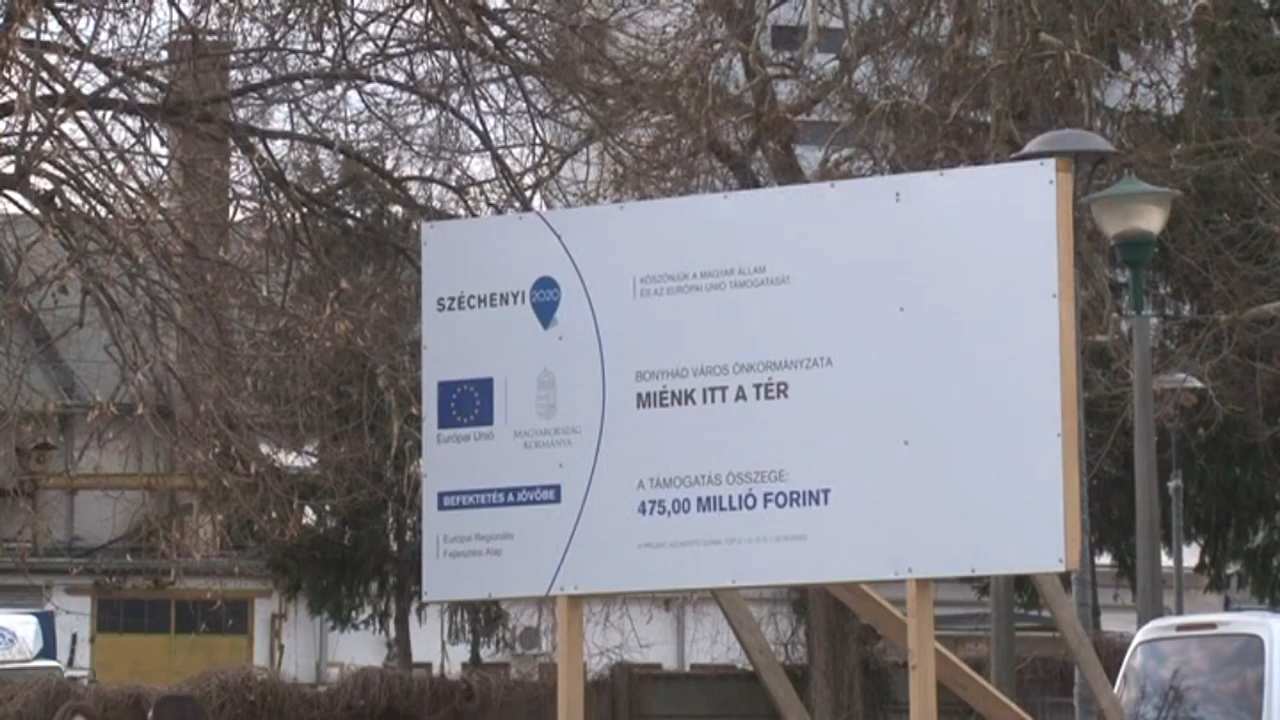 SZÉCHENYI 2020
Európai Unió
MAGYARORSZÁG
KORMÁNYA
BEFEKTETÉS A JÖVŐBE
Európai Regionális
Fejlesztési Alap
KÖSZÖNJÜK A MAGYAR ÁLLAM
ÉS AZ EURÓPAI UNIÓ TÁMOGATÁSÁT.
BONYHÁD VÁROS ÖNKORMÁNYZATA
MIÉNK ITT A TÉR
A TÁMOGATÁS ÖSSZEGE:
475,00 MILLIÓ FORINT